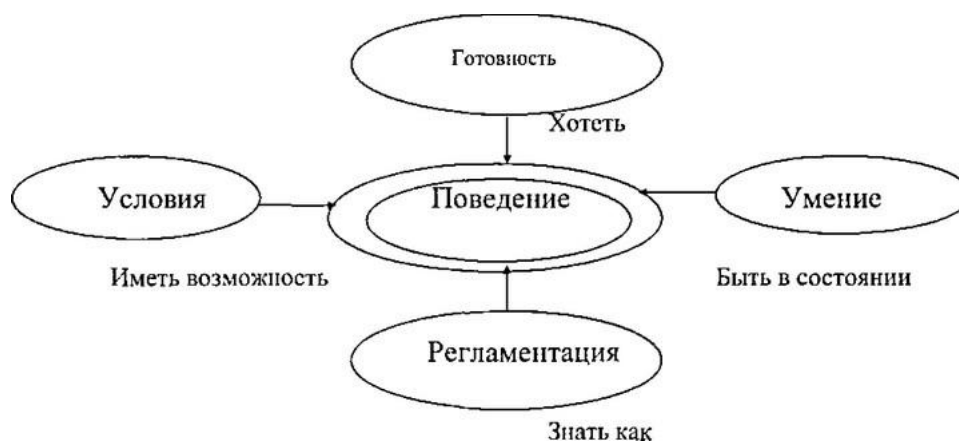 Готовность
Хотеть
Условия
Поведение
Умение
Иметь возможность
Быть в состоянии
Регламентация
Знать как